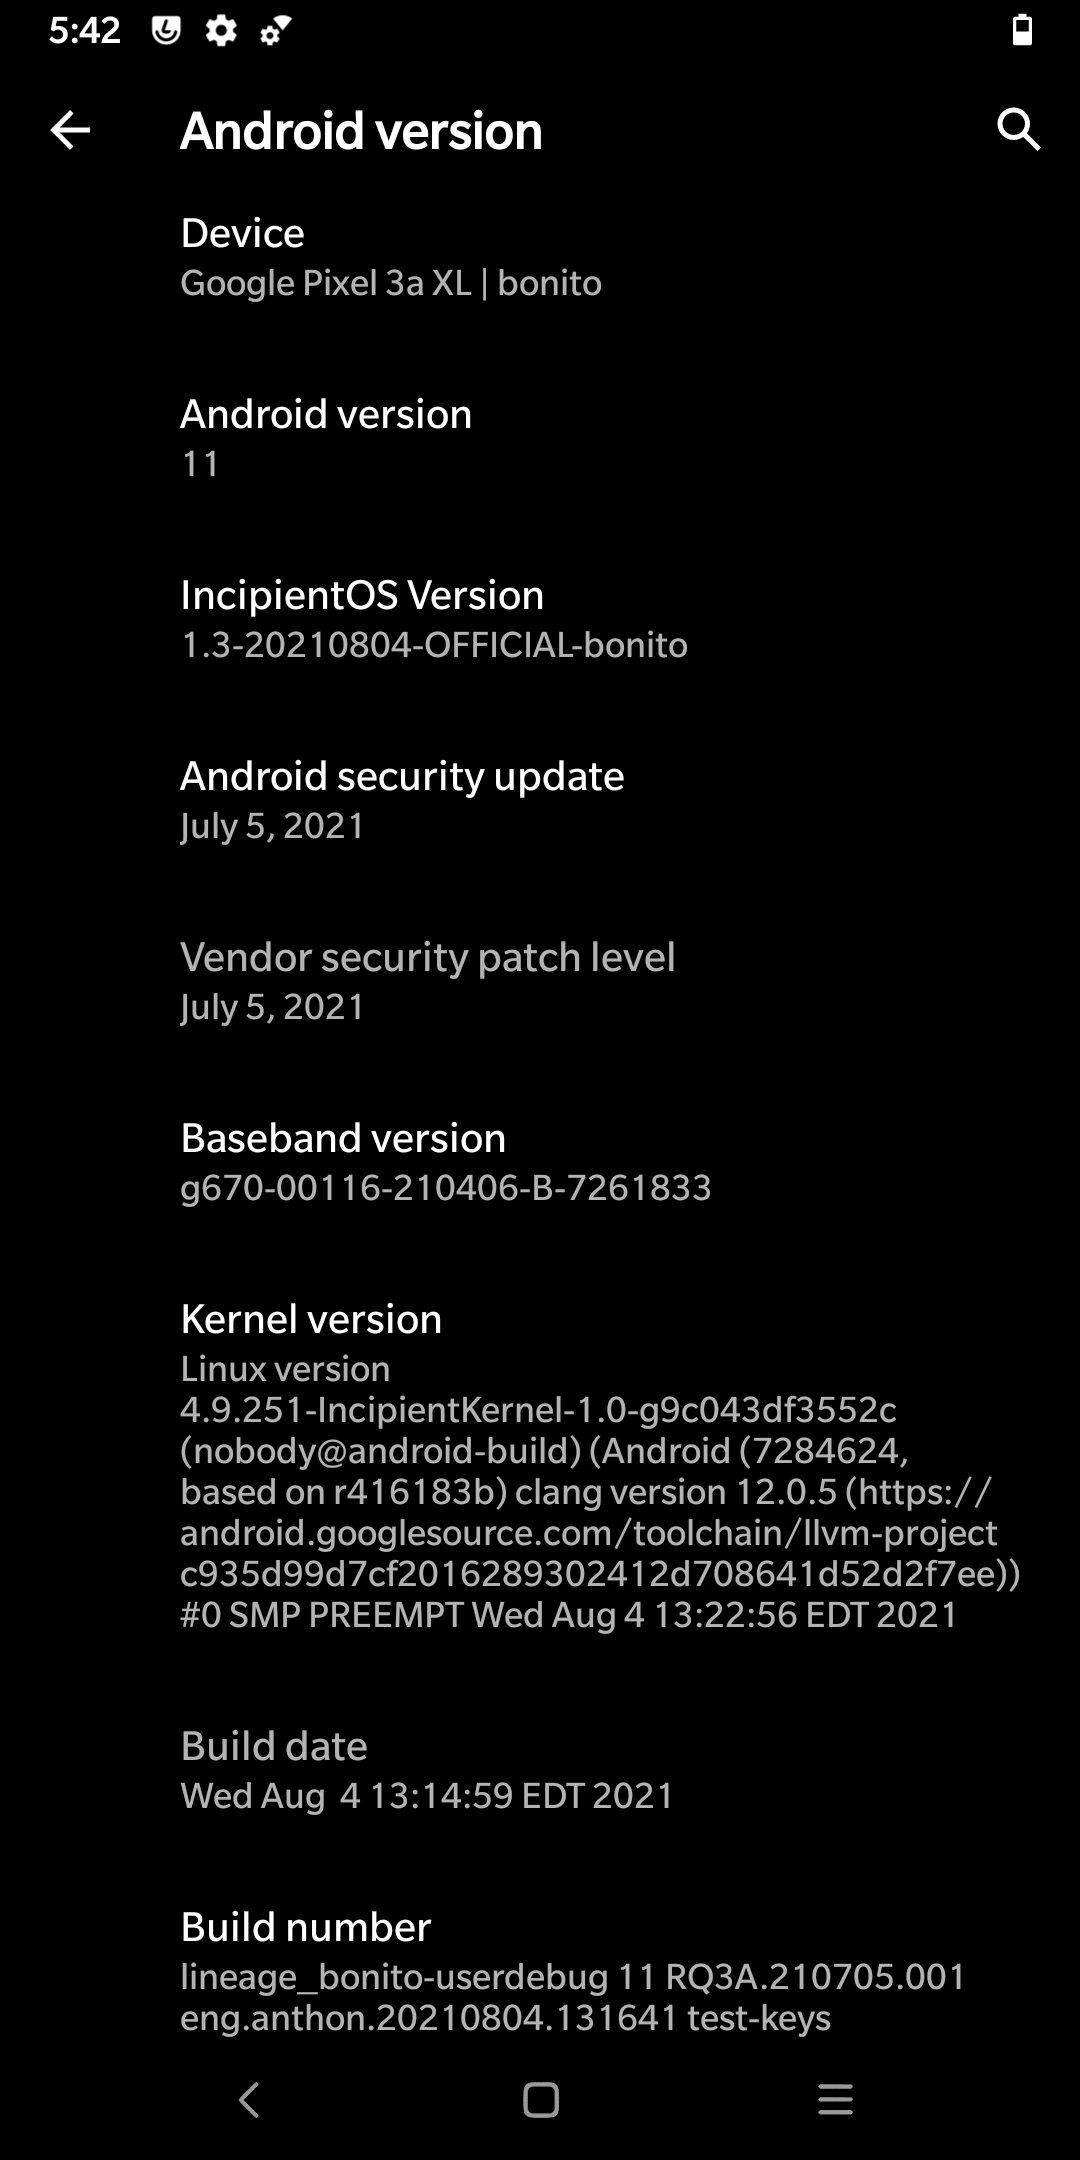 5:42
Android version
Device
Google Pixel 3a XL | bonito
Android version
11
IncipientOS Version
1.3-20210804-OFFICIAL-bonito
Android security update
July 5, 2021
Vendor security patch level
July 5, 2021
Baseband version
g670-00116-210406-B-7261833
Kernel version
Linux version
4.9.251-IncipientKernel-1.0-g9c043df3552c
(nobody@android-build) (Android (7284624,
based on r416183b) clang version 12.0.5 (https://
android.googlesource.com/toolchain/llvm-project
c935d99d7cf2016289302412d708641d52d2f7ee))
#0 SMP PREEMPT Wed Aug 4 13:22:56 EDT 2021
Build date
Wed Aug  4 13:14:59 EDT 2021
Build number
lineage_bonito-userdebug 11 RQ3A.210705.001
eng.anthon.20210804.131641 test-keys